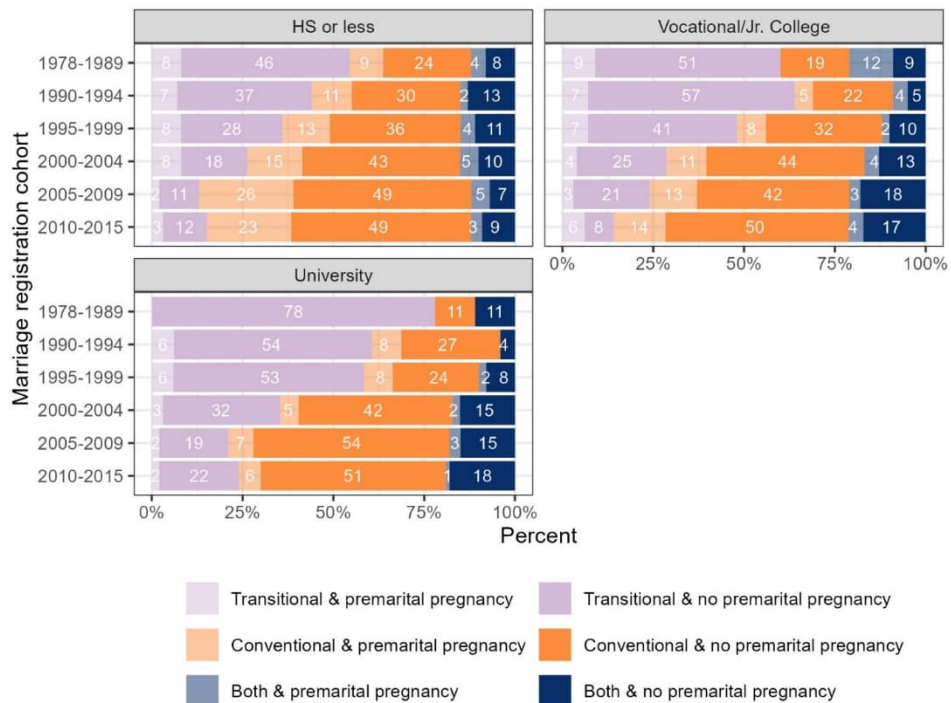 HS or less
Vocational/Jr. College
1978-1989 8 46 9 24 4 8 9 51 19 12 9
1990-1994 7 37 11 30 2 13 7 57 5 22 4 5
1995-1999 8 28 13 36 4 11 7 41 8 32 2 10
2000-2004 8 18 15 43 5 10 4 25 11 44 4 13
2005-2009 2 11 26 49 5 7 3 21 13 42 3 18
2010-2015 3 12 23 49 3 9 6 8 14 50 4 17
0% 25% 50% 75% 100%
University
1978-1989 78 11 11
1990-1994 6 54 8 27 4
1995-1999 6 53 8 24 2 8
2000-2004 3 32 5 42 2 15
2005-2009 2 19 7 54 3 15
2010-2015 2 22 6 51 1 18
0% 25% 50% 75% 100%
Marriage registration cohort
Percent
Transitional & premarital pregnancy
Transitional & no premarital pregnancy
Conventional & premarital pregnancy
Conventional & no premarital pregnancy
Both & premarital pregnancy
Both & no premarital pregnancy